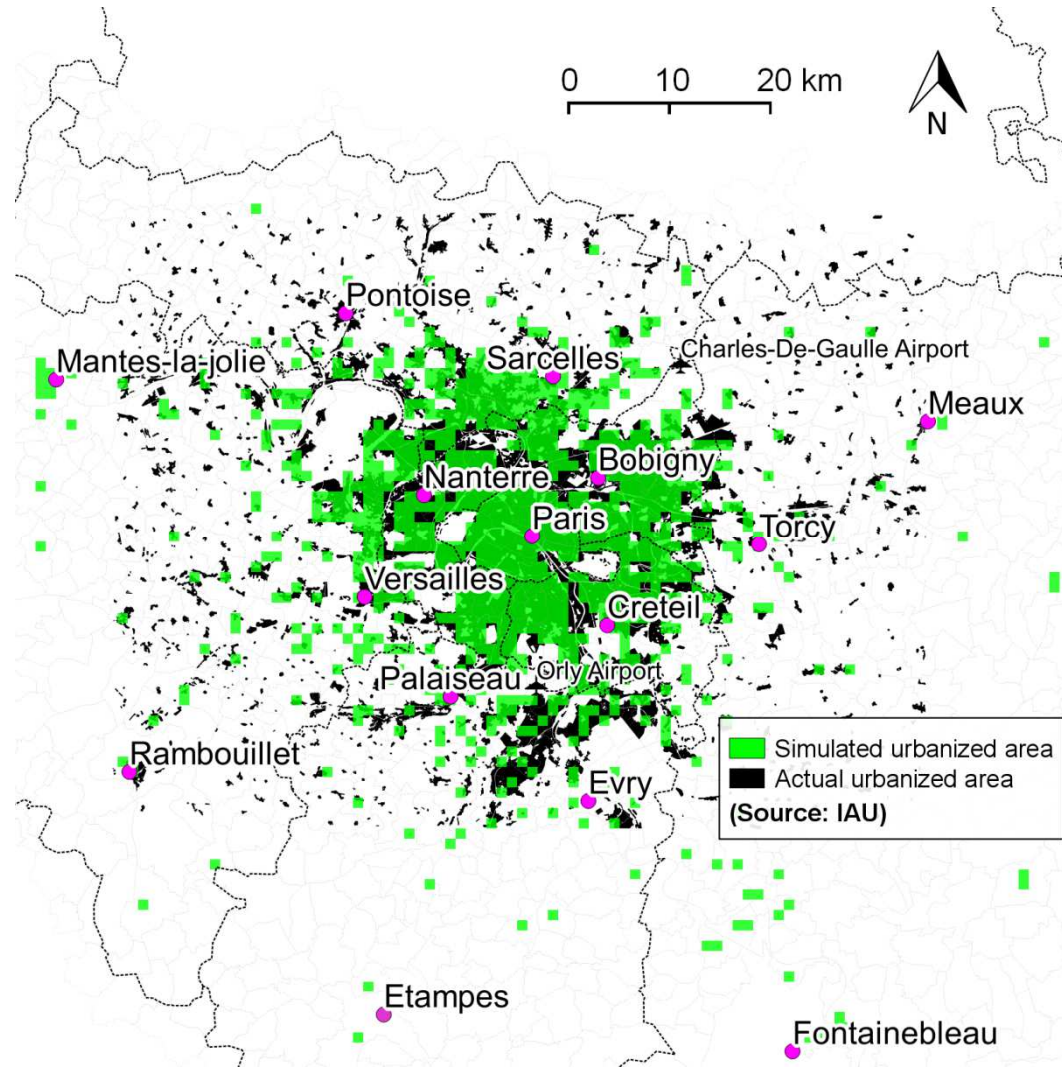 0 10 20 km
N
Pontoise
Mantes-la-jolie
Sarcelles
Charles-De-Gaulle Airport
Meaux
Nanterre
Bobigny
Paris
Torcy
Versailles
Creteil
Palaiseau
Orly Airport
Rambouillet
Evry
Simulated urbanized area
Actual urbanized area
(Source: IAU)
Etampes
Fontainebleau